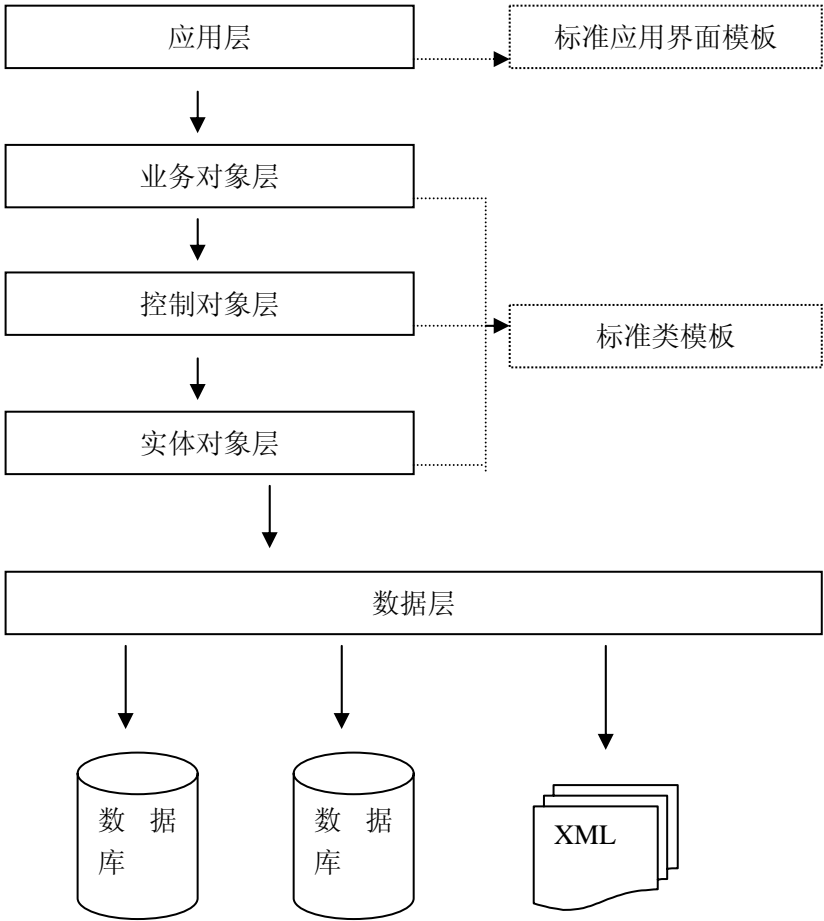 应用层
标准应用界面模板
业务对象层
控制对象层
标准类模板
实体对象层
数据层
数 据
库
数 据
库
XML